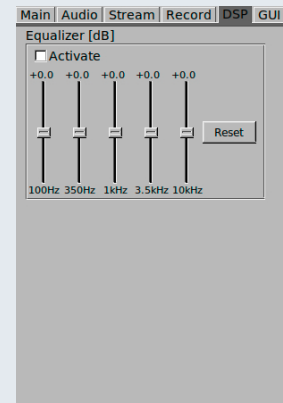 Main Audio Stream Record DSP GUI
Equalizer [dB]
Activate
+0.0 +0.0 +0.0 +0.0 +0.0
Reset
100Hz 350Hz 1kHz 3.5kHz 10kHz